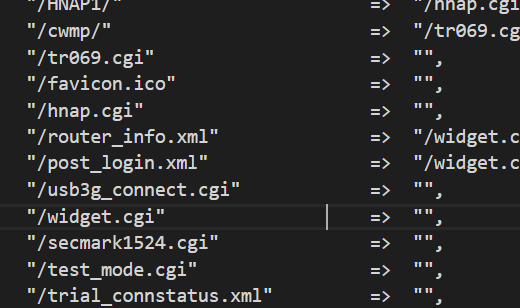 "/HNAP1/" => "/hnap.cgi
"/cwmp/" => "/tr069.cgi
"/tr069.cgi" => "",
"/favicon.ico" => "",
"/hnap.cgi" => "",
"/router_info.xml" => "/widget.c
"/post_login.xml" => "/widget.c
"/usb3g_connect.cgi" => "",
"/widget.cgi" => "",
"/secmark1524.cgi" => "",
"/test_mode.cgi" => "",
"/trial_connstatus.xml" => "",